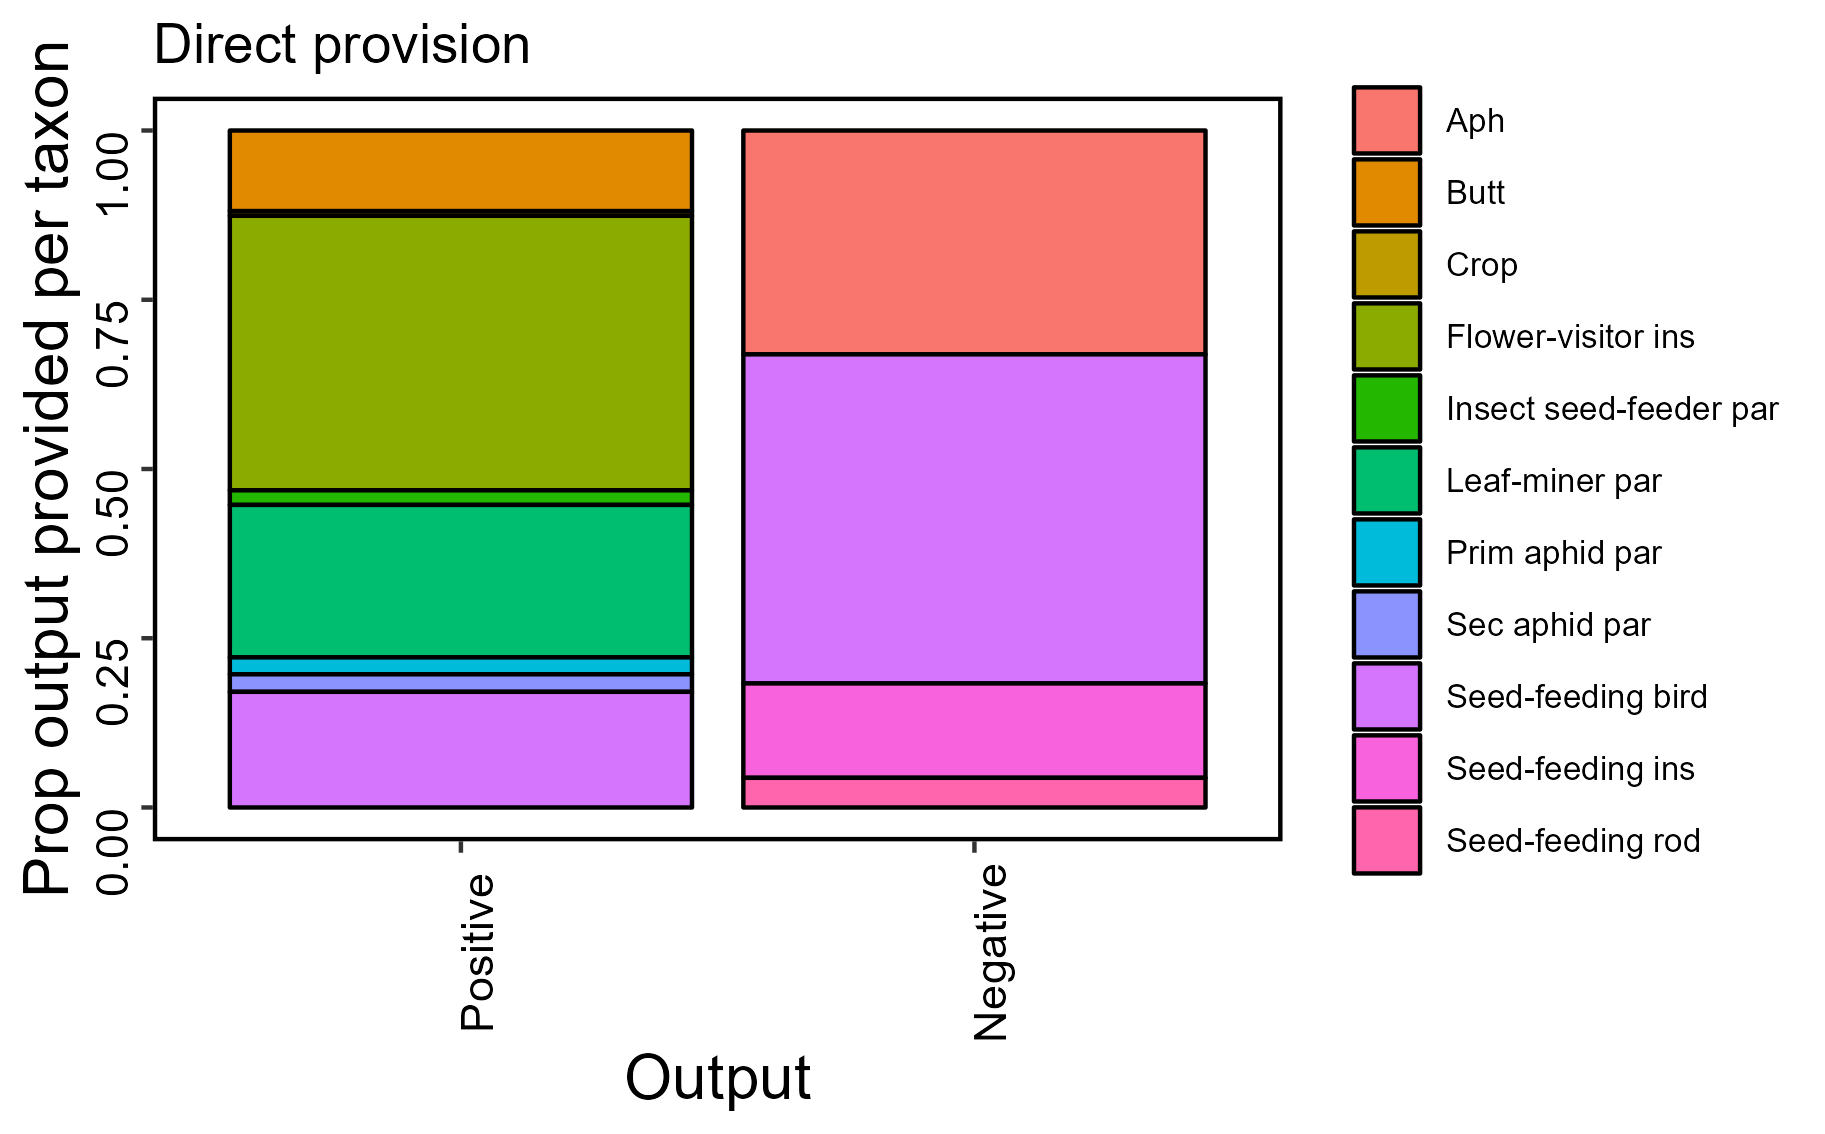 Direct provision
Prop output provided per taxon
1.00
0.75
0.50
0.25
0.00
Positive
Negative
Output
Aph
Butt
Crop
Flower-visitor ins
Insect seed-feeder par
Leaf-miner par
Prim aphid par
Sec aphid par
Seed-feeding bird
Seed-feeding ins
Seed-feeding rod